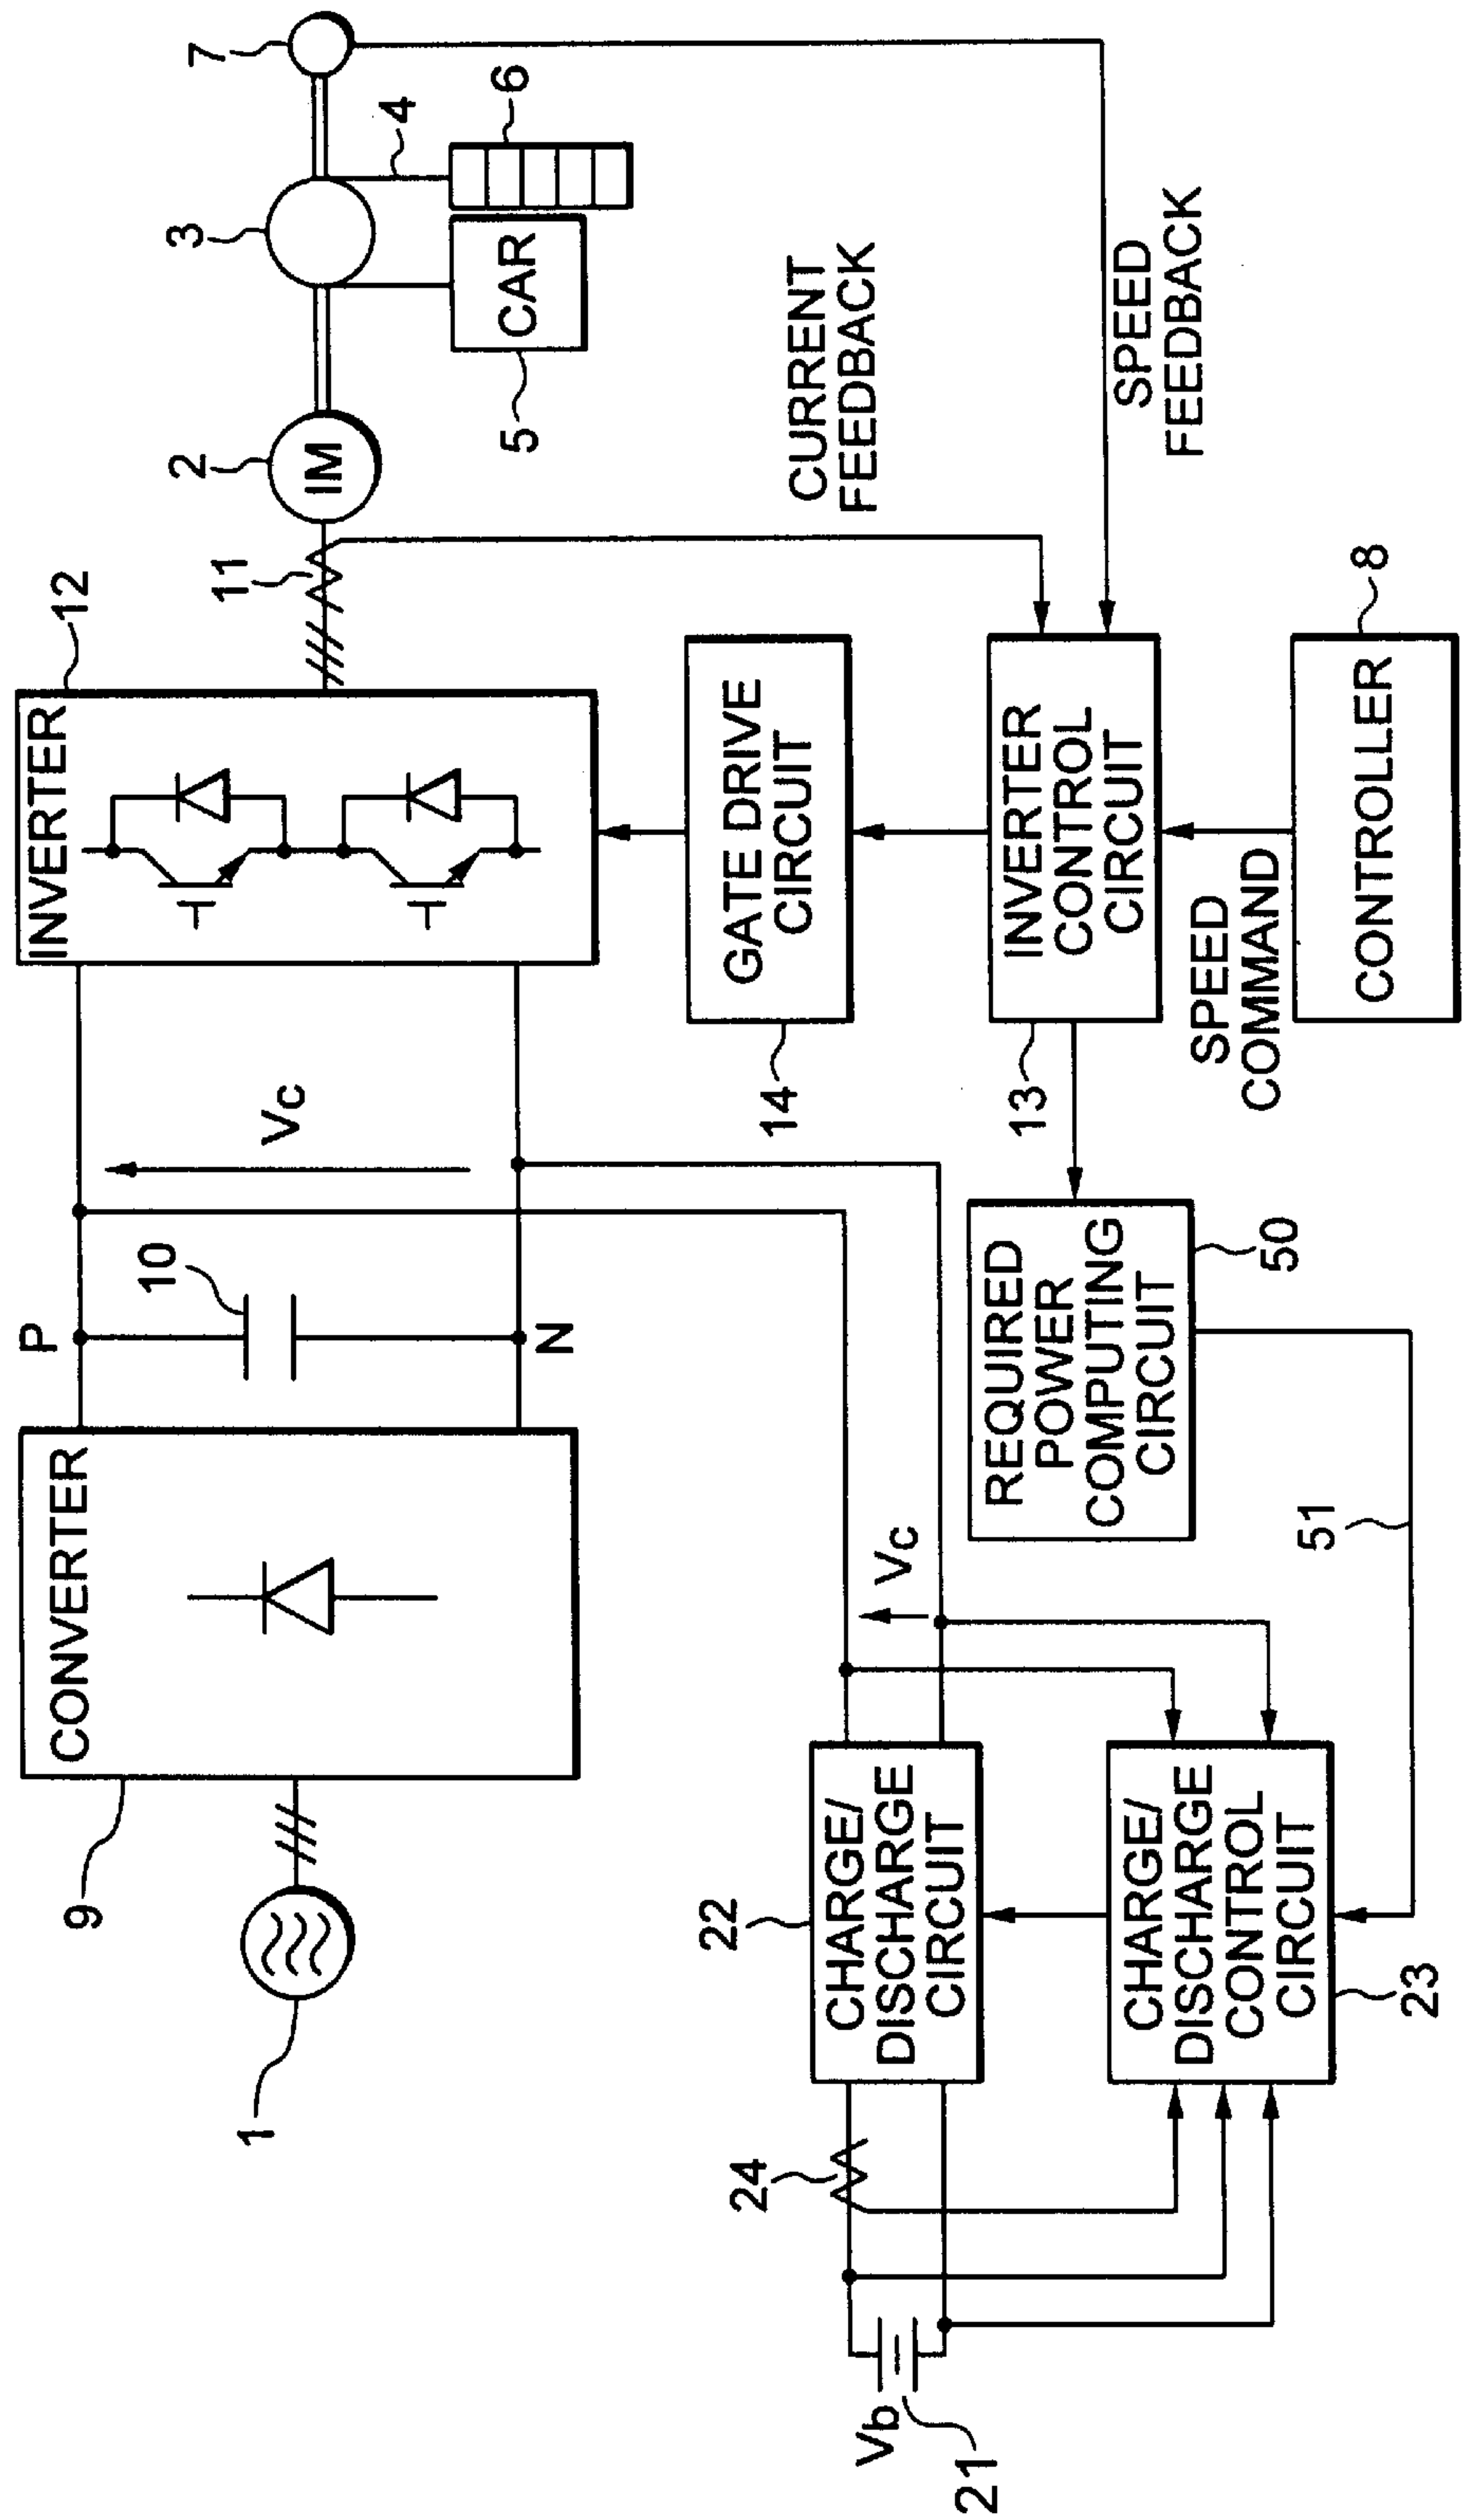 1
9
CONVERTER
P
10
N
Vc
INVERTER
12
11
2
IM
3
7
4
6
CAR
5
CURRENT
FEEDBACK
SPEED
FEEDBACK
GATE DRIVE
CIRCUIT
14
INVERTER
CONTROL
CIRCUIT
13
SPEED
COMMAND
CONTROLLER
8
REQUIRED
POWER
COMPUTING
CIRCUIT
50
51
Vc
22
CHARGE/
DISCHARGE
CIRCUIT
CHARGE/
DISCHARGE
CONTROL
CIRCUIT
23
24
Vb
21